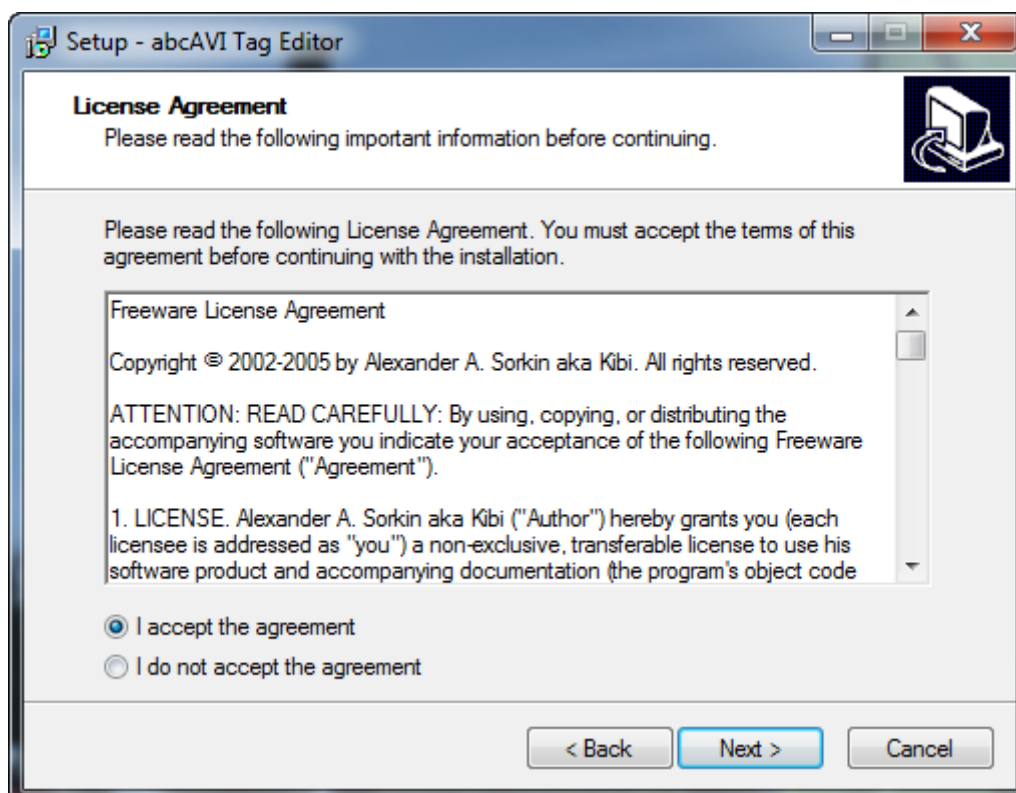 Setup - abcAVI Tag Editor
License Agreement
Please read the following important information before continuing.
Please read the following License Agreement. You must accept the terms of this
agreement before continuing with the installation.
Freeware License Agreement
Copyright © 2002-2005 by Alexander A. Sorkin aka Kibi. All rights reserved.
ATTENTION: READ CAREFULLY: By using, copying, or distributing the
accompanying software you indicate your acceptance of the following Freeware
License Agreement ("Agreement").
1. LICENSE. Alexander A. Sorkin aka Kibi ("Author") hereby grants you (each
licensee is addressed as "you") a non-exclusive, transferable license to use his
software product and accompanying documentation (the program's object code
I accept the agreement
I do not accept the agreement
< Back
Next >
Cancel